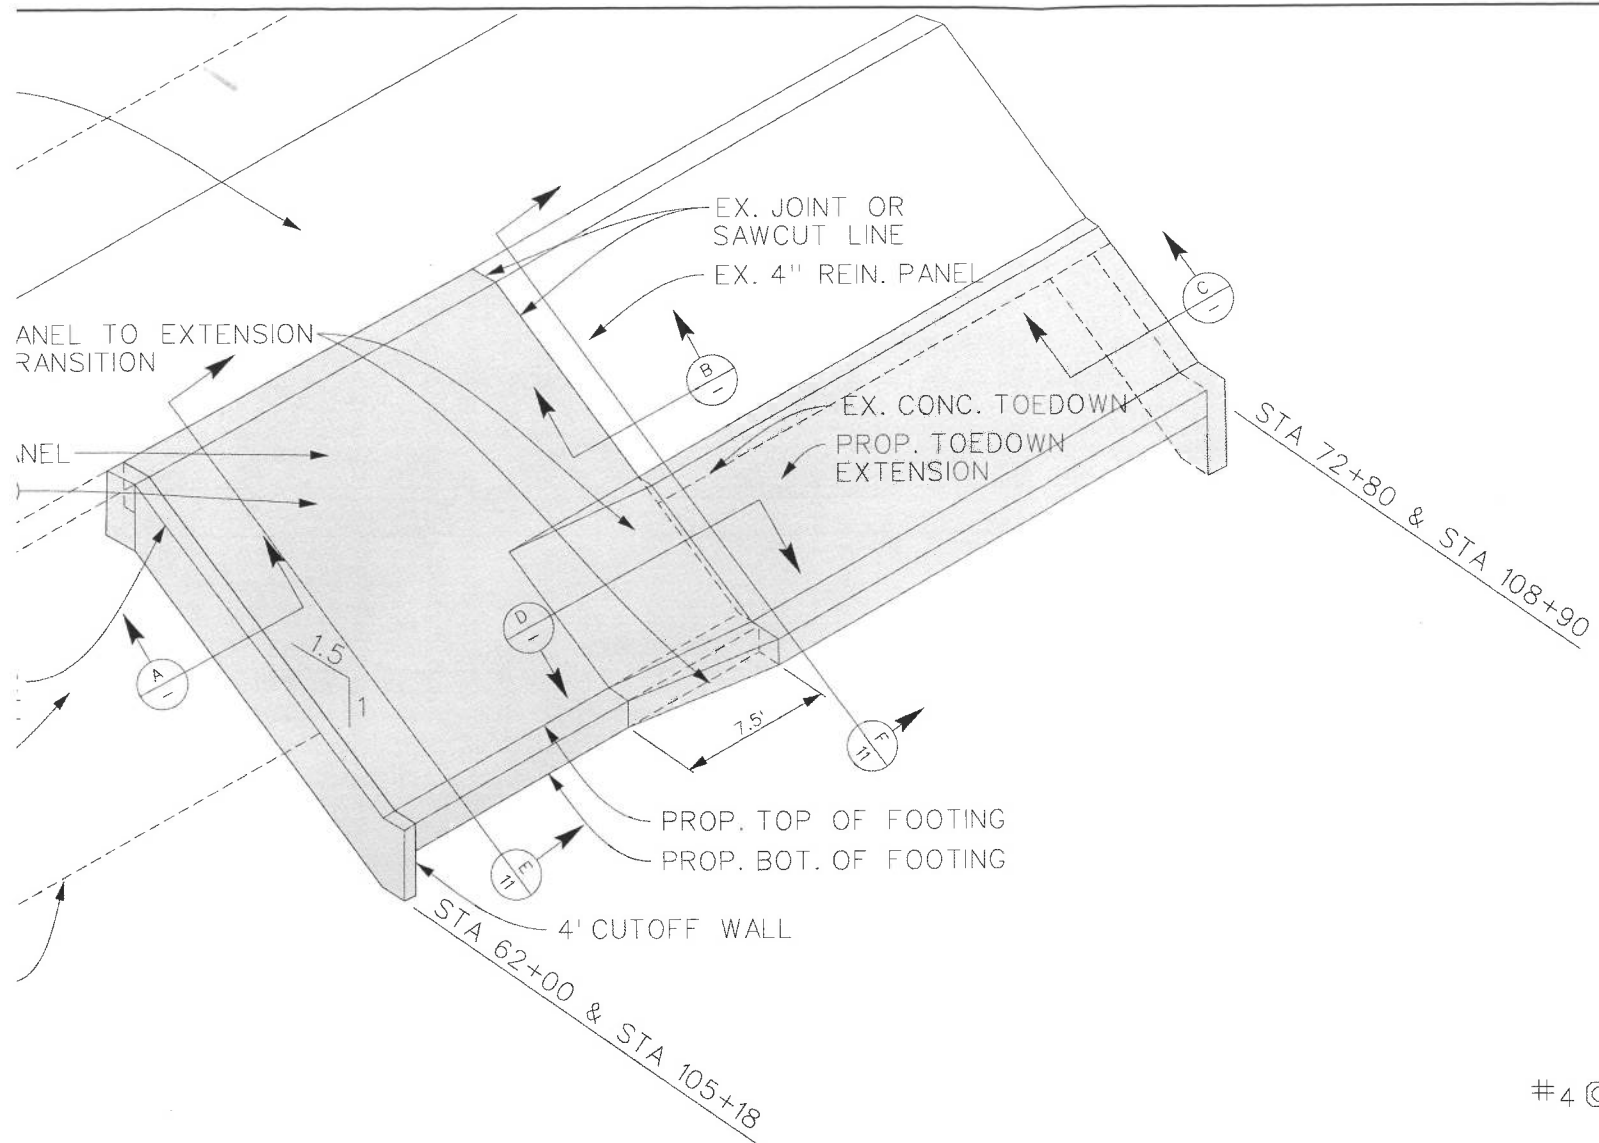 EX. JOINT OR
SAWCUT LINE
EX. 4" REIN. PANEL
ANEL TO EXTENSION
RANSITION
C
-
B
-
EX. CONC. TOEDOWN
PROP. TOEDOWN
EXTENSION
NEL
STA 72+80 & STA 108+90
D
-
A
-
1.5
1
7.5'
F
11
PROP. TOP OF FOOTING
PROP. BOT. OF FOOTING
E
11
4' CUTOFF WALL
STA 62+00 & STA 105+18
#4 @